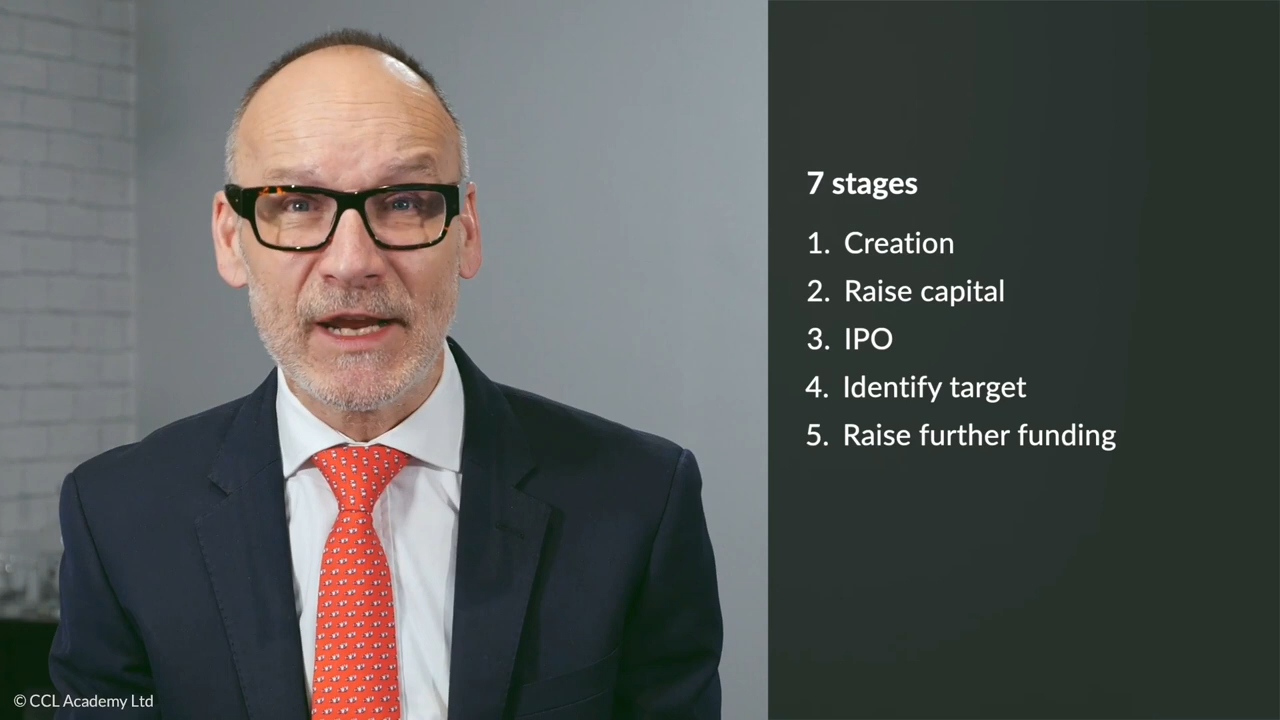 7 stages
1. Creation
2. Raise capital
3. IPO
4. Identify target
5. Raise further funding
© CCL Academy Ltd